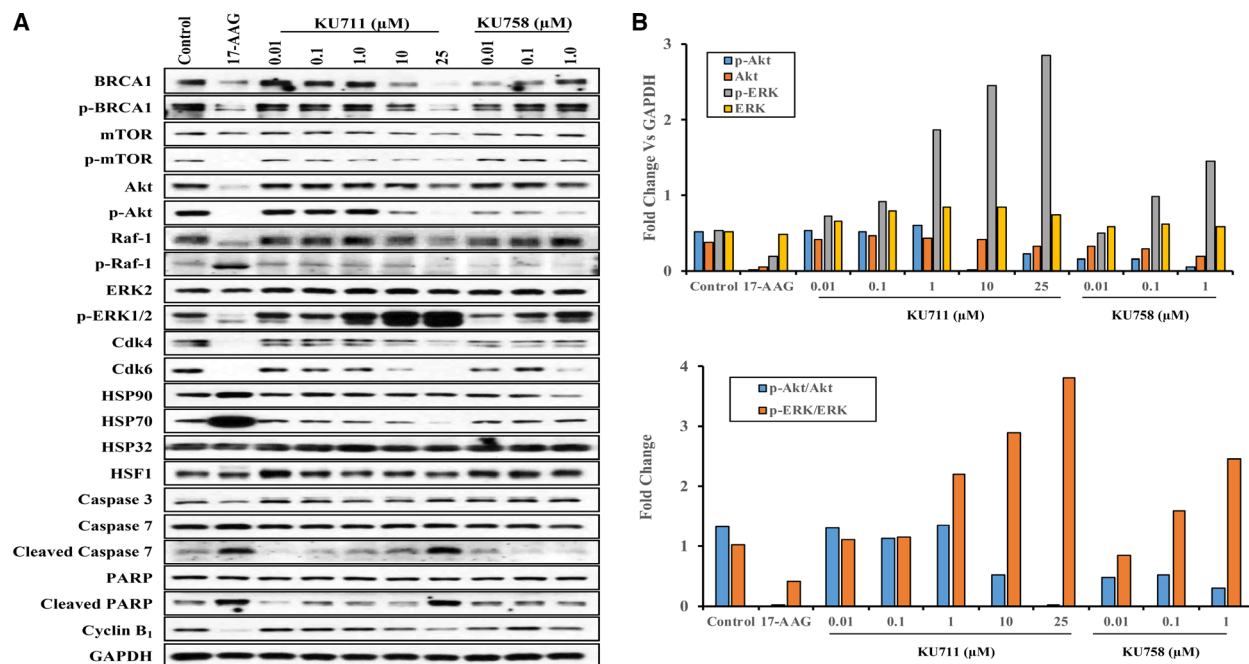 A
Control
17-AAG
KU711 (µM)
0.01
0.1
1.0
10
25
KU758 (µM)
0.01
0.1
1.0
BRCA1
p-BRCA1
mTOR
p-mTOR
Akt
p-Akt
Raf-1
p-Raf-1
ERK2
p-ERK1/2
Cdk4
Cdk6
HSP90
HSP70
HSP32
HSF1
Caspase 3
Caspase 7
Cleaved Caspase 7
PARP
Cleaved PARP
Cyclin B₁
GAPDH
B
Fold Change Vs GAPDH
3
2
1
0
p-Akt
Akt
p-ERK
ERK
Control 17-AAG 0.01 0.1 1 10 25 0.01 0.1 1
KU711 (µM) KU758 (µM)
Fold Change
4
3
2
1
0
p-Akt/Akt
p-ERK/ERK
Control 17-AAG 0.01 0.1 1 10 25 0.01 0.1 1
KU711 (µM) KU758 (µM)